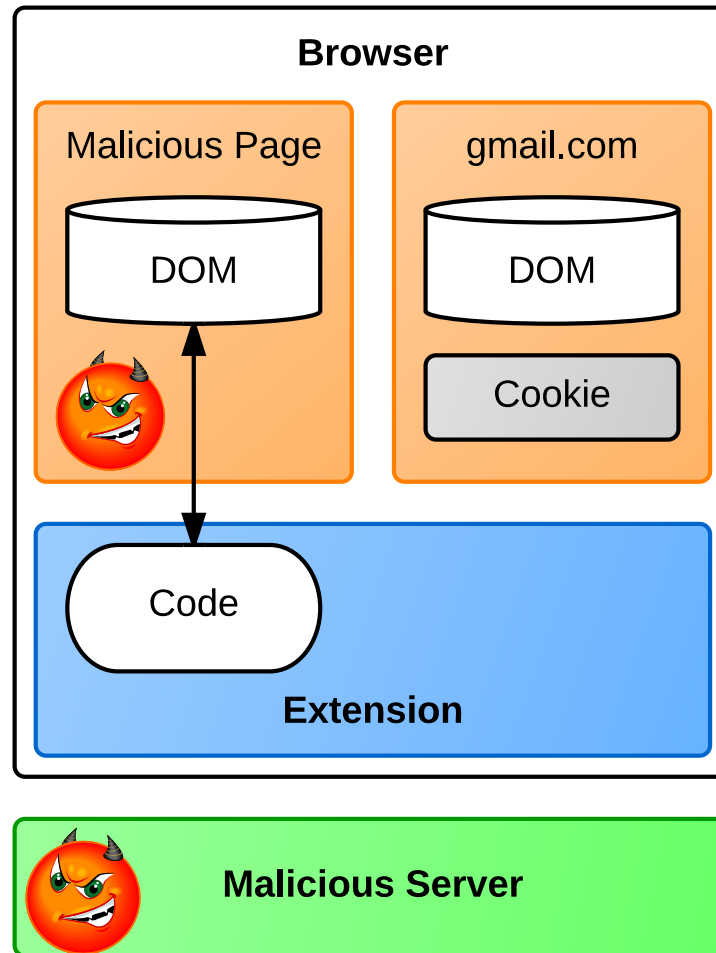 Browser
Malicious Page
DOM
gmail.com
DOM
Cookie
Code
Extension
Malicious Server